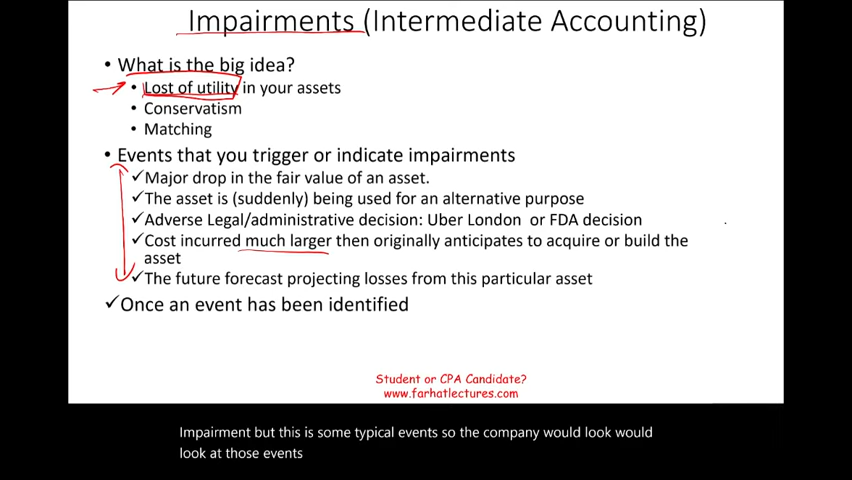 Impairments (Intermediate Accounting)
• What is the big idea?
• Lost of utility in your assets
• Conservatism
• Matching
• Events that you trigger or indicate impairments
✓Major drop in the fair value of an asset.
✓The asset is (suddenly) being used for an alternative purpose
✓Adverse Legal/administrative decision: Uber London or FDA decision
✓Cost incurred much larger then originally anticipates to acquire or build the
asset
✓The future forecast projecting losses from this particular asset
✓Once an event has been identified
Student or CPA Candidate?
www.farhatlectures.com
Impairment but this is some typical events so the company would look would
look at those events